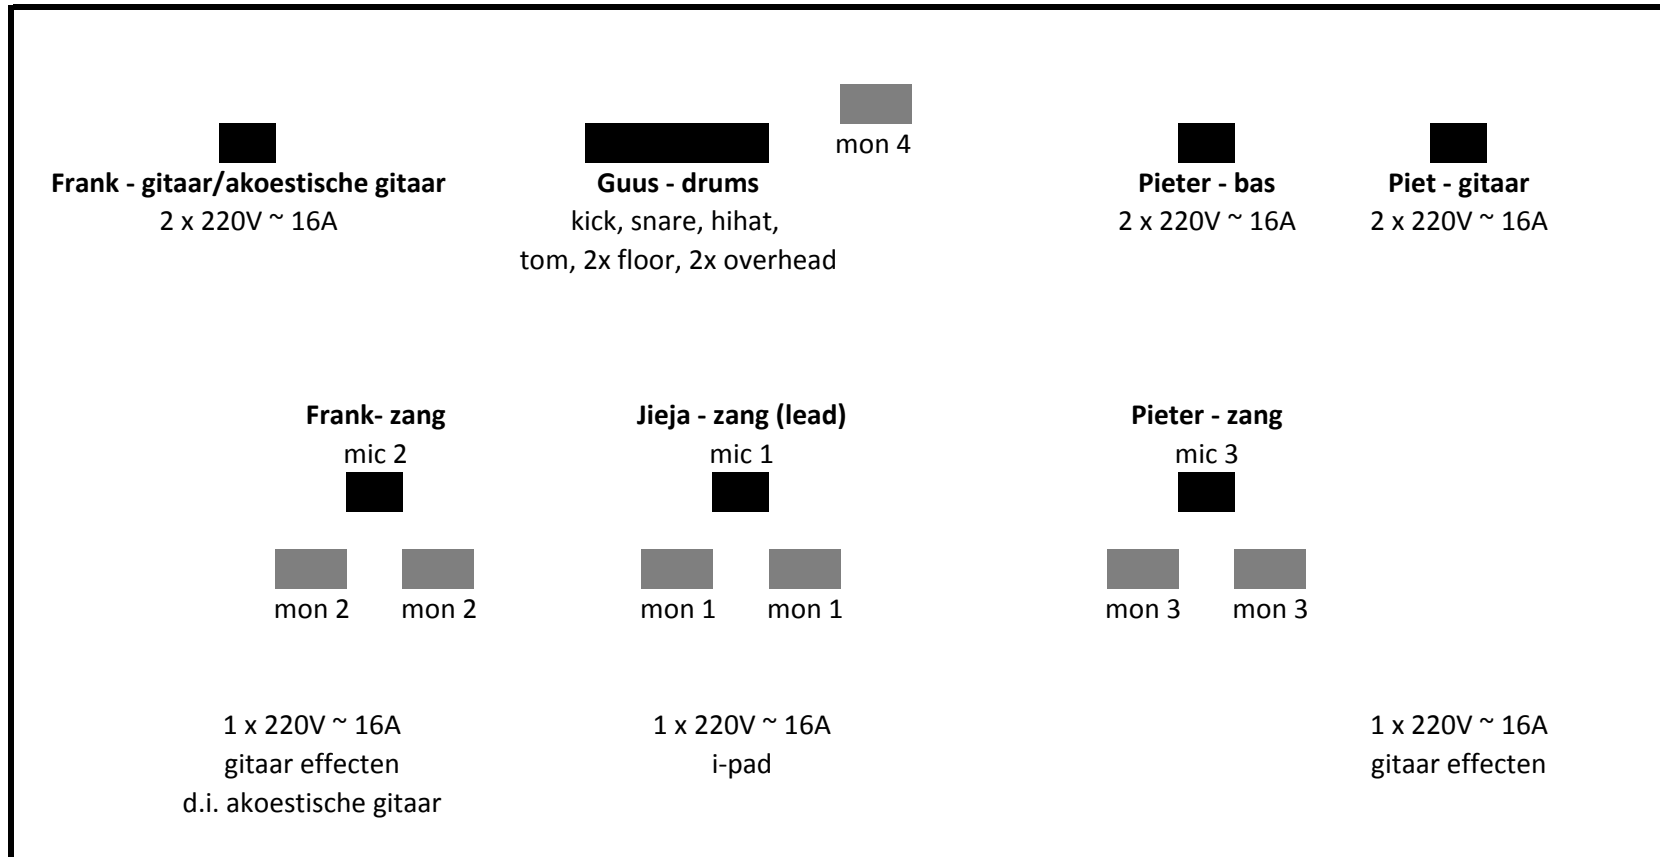 mon 4
Frank - gitaar/akoestische gitaar
2 x 220V ~ 16A
Guus - drums
kick, snare, hihat,
tom, 2x floor, 2x overhead
Pieter - bas
2 x 220V ~ 16A
Piet - gitaar
2 x 220V ~ 16A
Frank- zang
mic 2
Jieja - zang (lead)
mic 1
Pieter - zang
mic 3
mon 2 mon 2
mon 1 mon 1
mon 3 mon 3
1 x 220V ~ 16A
gitaar effecten
d.i. akoestische gitaar
1 x 220V ~ 16A
i-pad
1 x 220V ~ 16A
gitaar effecten